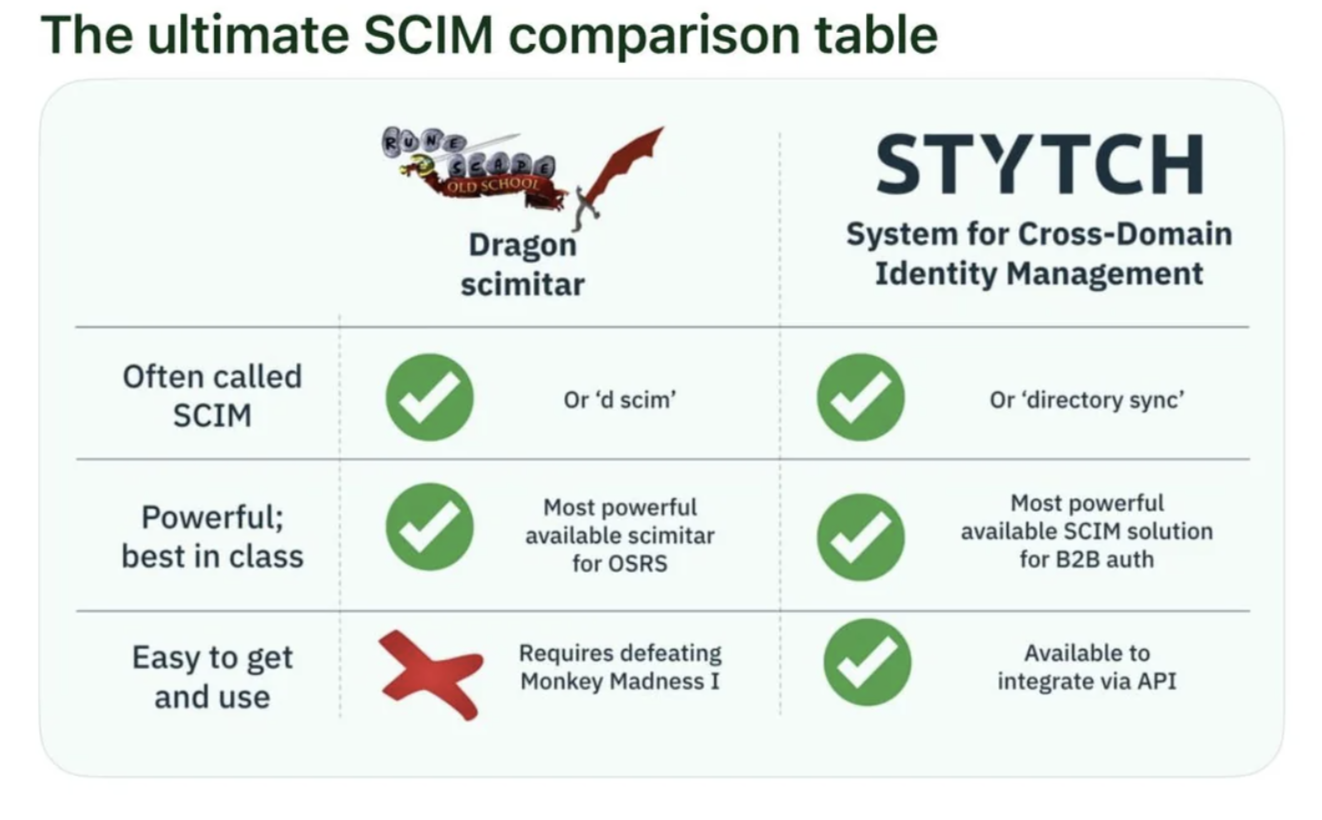 The ultimate SCIM comparison table
RUNE
SCAPE
OLD SCHOOL
Dragon
scimitar
STYTCH
System for Cross-Domain
Identity Management
Often called
SCIM
Or ‘d scim’
Or ‘directory sync’
Powerful;
best in class
Most powerful
available scimitar
for OSRS
Most powerful
available SCIM solution
for B2B auth
Easy to get
and use
Requires defeating
Monkey Madness I
Available to
integrate via API